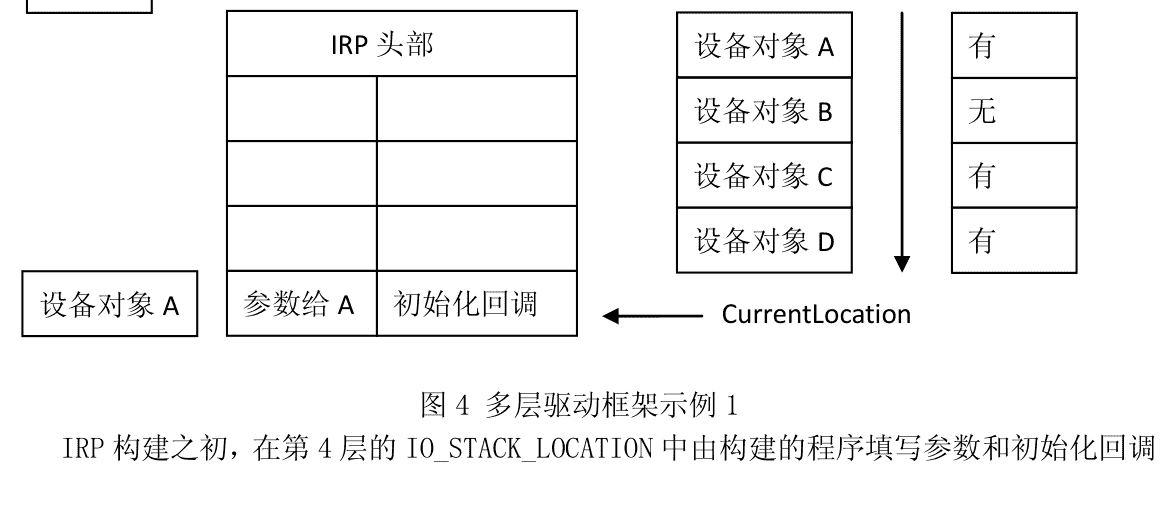 IRP 头部
设备对象 A
有
设备对象 B
无
设备对象 C
有
设备对象 D
有
设备对象 A
参数给 A
初始化回调
CurrentLocation
图 4 多层驱动框架示例 1
IRP 构建之初，在第 4 层的 IO_STACK_LOCATION 中由构建的程序填写参数和初始化回调